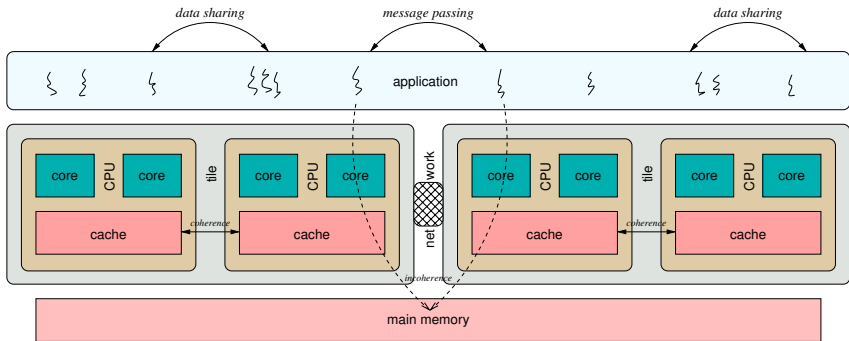 data sharing
message passing
data sharing
application
core
CPU
core
cache
tile
core
CPU
core
cache
coherence
net
work
core
CPU
core
cache
tile
core
CPU
core
cache
coherence
incoherence
main memory